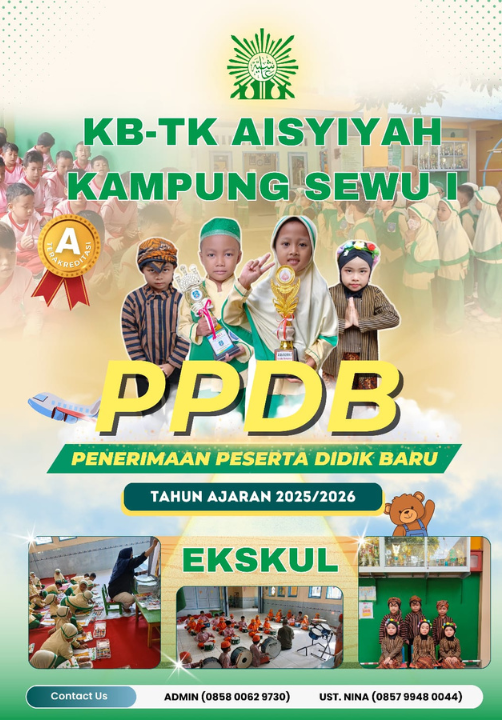 KB-TK AISYIYAH
KAMPUNG SEWU I
A
TERAKREDITASI
PPDB
PENERIMAAN PESERTA DIDIK BARU
TAHUN AJARAN 2025/2026
EKSKUL
Contact Us
ADMIN (0858 0062 9730)
UST. NINA (0857 9948 0044)